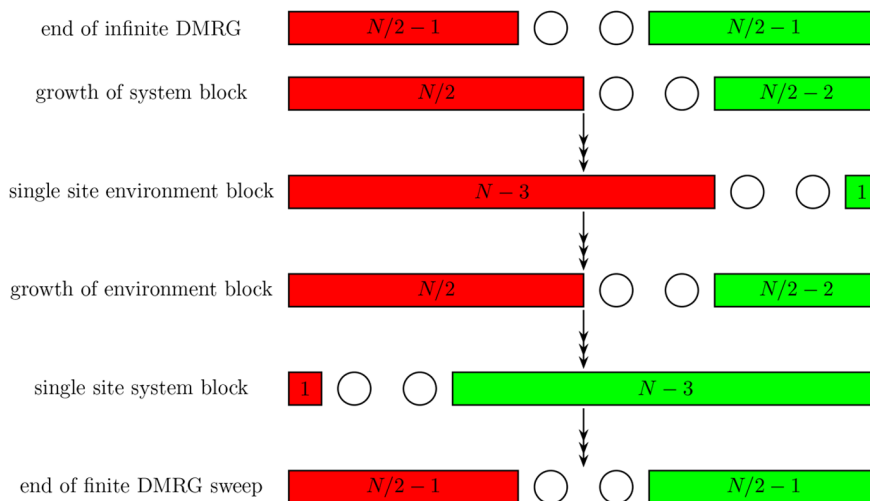 end of infinite DMRG N/2 − 1 N/2 − 1
growth of system block N/2 N/2 − 2
single site environment block N − 3 1
growth of environment block N/2 N/2 − 2
single site system block 1 N − 3
end of finite DMRG sweep N/2 − 1 N/2 − 1